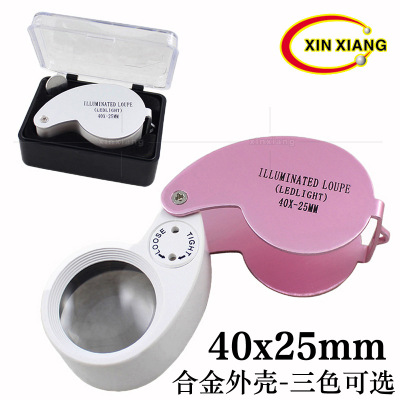 XIN XIANG
ILLUMINATED LOUPE
(LEDLIGHT)
40X-25MM
xinxiang
ILLUMINATED LOUPE
(LEDLIGHT)
40X-25MM
LOOSE TIGHT
40x25mm
合金外壳-三色可选